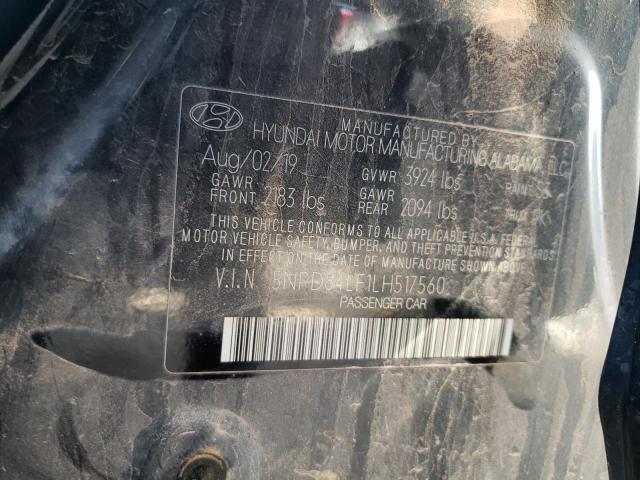 MANUFACTURED BY
HYUNDAI MOTOR MANUFACTURING ALABAMA, LLC
Aug/02/19
GVWR 3924 lbs
PAINT
GAWR FRONT 2183 lbs
GAWR REAR 2094 lbs
TRIM
THIS VEHICLE CONFORMS TO ALL APPLICABLE U.S.A FEDERAL
MOTOR VEHICLE SAFETY, BUMPER, AND THEFT PREVENTION STANDARDS
IN EFFECT ON THE DATE OF MANUFACTURE SHOWN ABOVE.
V.I.N 5NPD84LF1LH517560
PASSENGER CAR